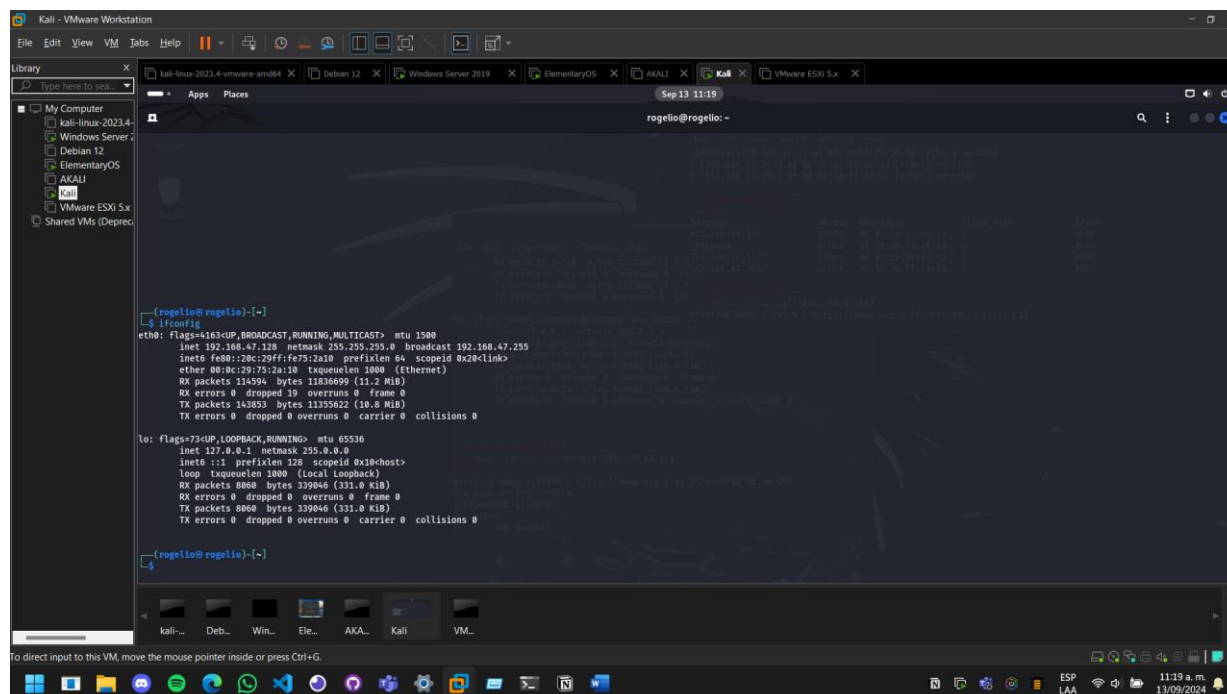 Kali - VMware Workstation
File Edit View VM Tabs Help
Library
Type here to sea...
My Computer
kali-linux-2023.4-
Windows Server 2
Debian 12
ElementaryOS
AKALI
Kali
VMware ESXi 5.x
Shared VMs (Depreca
kali-linux-2023.4-vmware-amd64 Debian 12 Windows Server 2019 ElementaryOS AKALI Kali VMware ESXi 5.x
Apps Places Sep 13 11:19
rogelio@rogelio: ~
(rogelio㉿rogelio)-[~]
$ ifconfig
eth0: flags=4163<UP,BROADCAST,RUNNING,MULTICAST> mtu 1500
inet 192.168.47.128 netmask 255.255.255.0 broadcast 192.168.47.255
inet6 fe80::20c:29ff:fe75:2a10 prefixlen 64 scopeid 0x20<link>
ether 00:0c:29:75:2a:10 txqueuelen 1000 (Ethernet)
RX packets 114594 bytes 11836699 (11.2 MiB)
RX errors 0 dropped 19 overruns 0 frame 0
TX packets 143853 bytes 11355622 (10.8 MiB)
TX errors 0 dropped 0 overruns 0 carrier 0 collisions 0
lo: flags=73<UP,LOOPBACK,RUNNING> mtu 65536
inet 127.0.0.1 netmask 255.0.0.0
inet6 ::1 prefixlen 128 scopeid 0x10<host>
loop txqueuelen 1000 (Local Loopback)
RX packets 8060 bytes 339046 (331.0 KiB)
RX errors 0 dropped 0 overruns 0 frame 0
TX packets 8060 bytes 339046 (331.0 KiB)
TX errors 0 dropped 0 overruns 0 carrier 0 collisions 0
(rogelio㉿rogelio)-[~]
$
kali-... Deb... Win... Ele... AKA... Kali VM...
To direct input to this VM, move the mouse pointer inside or press Ctrl+G.
ESP
LAA
11:19 a. m.
13/09/2024